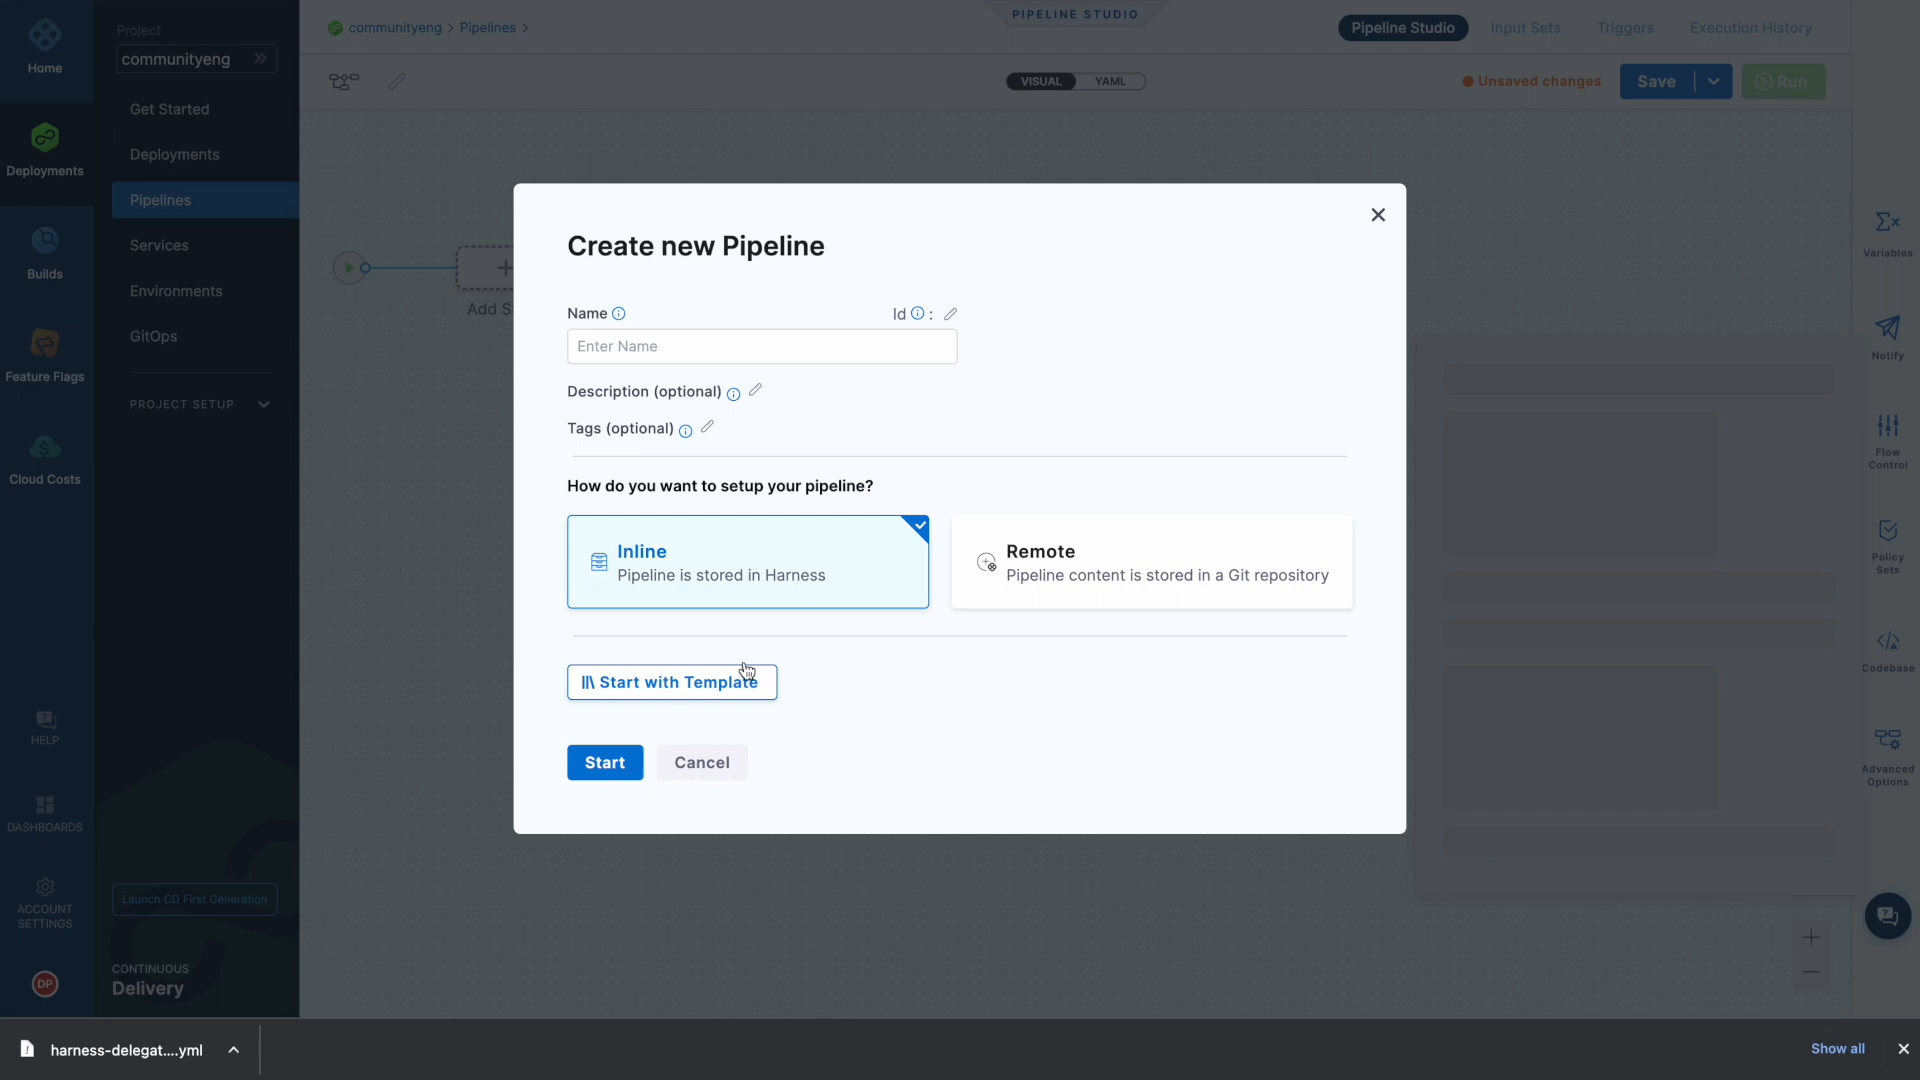 Home
Deployments
Builds
Feature Flags
Cloud Costs
HELP
DASHBOARDS
ACCOUNT
SETTINGS
DP
Project
communityeng
Get Started
Deployments
Pipelines
Services
Environments
GitOps
PROJECT SETUP
Launch CD First Generation
CONTINUOUS
Delivery
communityeng > Pipelines >
PIPELINE STUDIO
Pipeline Studio
Input Sets
Triggers
Execution History
VISUAL
YAML
Unsaved changes
Save
Run
Add S
Create new Pipeline
Name
Id :
Enter Name
Description (optional)
Tags (optional)
How do you want to setup your pipeline?
Inline
Pipeline is stored in Harness
Remote
Pipeline content is stored in a Git repository
Start with Template
Start
Cancel
Variables
Notify
Flow
Control
Policy
Sets
Codebase
Advanced
Options
harness-delegat....yml
Show all